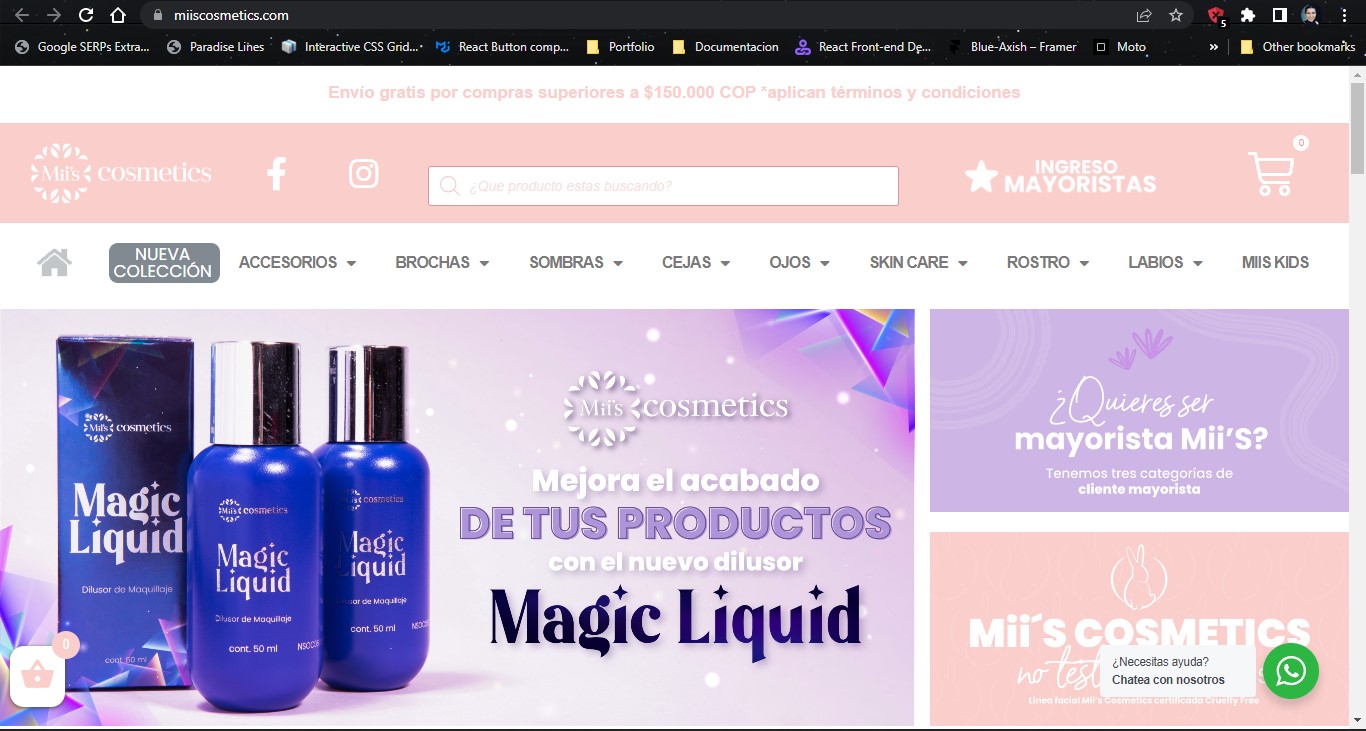 miiscosmetics.com
5
Google SERPs Extra...
Paradise Lines
Interactive CSS Grid...
React Button comp...
Portfolio
Documentacion
React Front-end De...
Blue-Axish – Framer
Moto
»
Other bookmarks
Envío gratis por compras superiores a $150.000 COP *aplican términos y condiciones
Mii's cosmetics
¿Que producto estas buscando?
INGRESO
MAYORISTAS
0
NUEVA
COLECCIÓN
ACCESORIOS
BROCHAS
SOMBRAS
CEJAS
OJOS
SKIN CARE
ROSTRO
LABIOS
MIIS KIDS
Mii's cosmetics
Magic
Liquid
Dilusor de Maquillaje
cont. 50 ml
Mii's cosmetics
Magic
Liquid
Dilusor de Maquillaje
cont. 50 ml
cosmetics
Magic
Liquid
Dilusor de Maquillaje
cont. 50 ml
Mii's cosmetics
Mejora el acabado
DE TUS PRODUCTOS
con el nuevo dilusor
Magic Liquid
¿Quieres ser
mayorista Mii'S?
Tenemos tres categorías de
cliente mayorista
Mii´S COSMETICS
no
Linea facial Mii's Cosmetics certificada Cruelty Free
0
¿Necesitas ayuda?
Chatea con nosotros